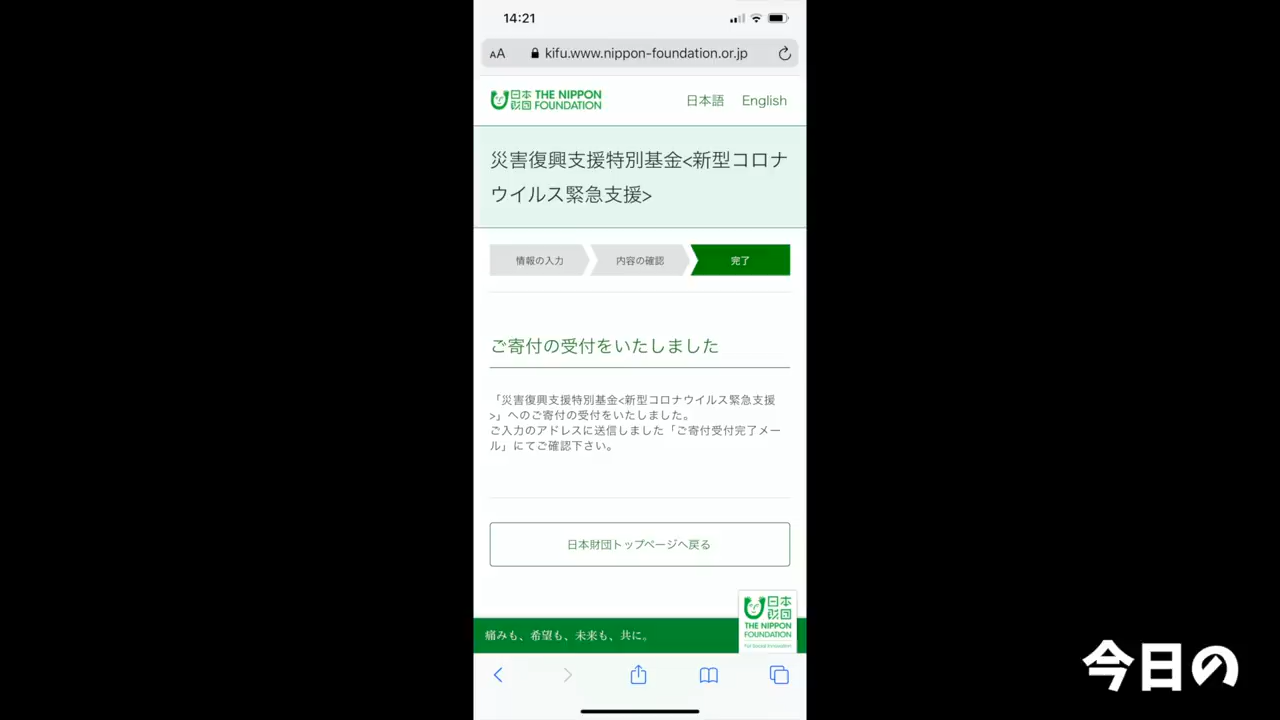 14:21
AA kifu.www.nippon-foundation.or.jp
日本財団 THE NIPPON FOUNDATION
日本語 English
災害復興支援特別基金<新型コロナ
ウイルス緊急支援>
情報の入力 内容の確認 完了
ご寄付の受付をいたしました
「災害復興支援特別基金<新型コロナウイルス緊急支援
>」へのご寄付の受付をいたしました。
ご入力のアドレスに送信しました「ご寄付受付完了メー
ル」にてご確認下さい。
日本財団トップページへ戻る
日本
財団
THE NIPPON
FOUNDATION
For Social Innovation
痛みも、希望も、未来も、共に。
今日の